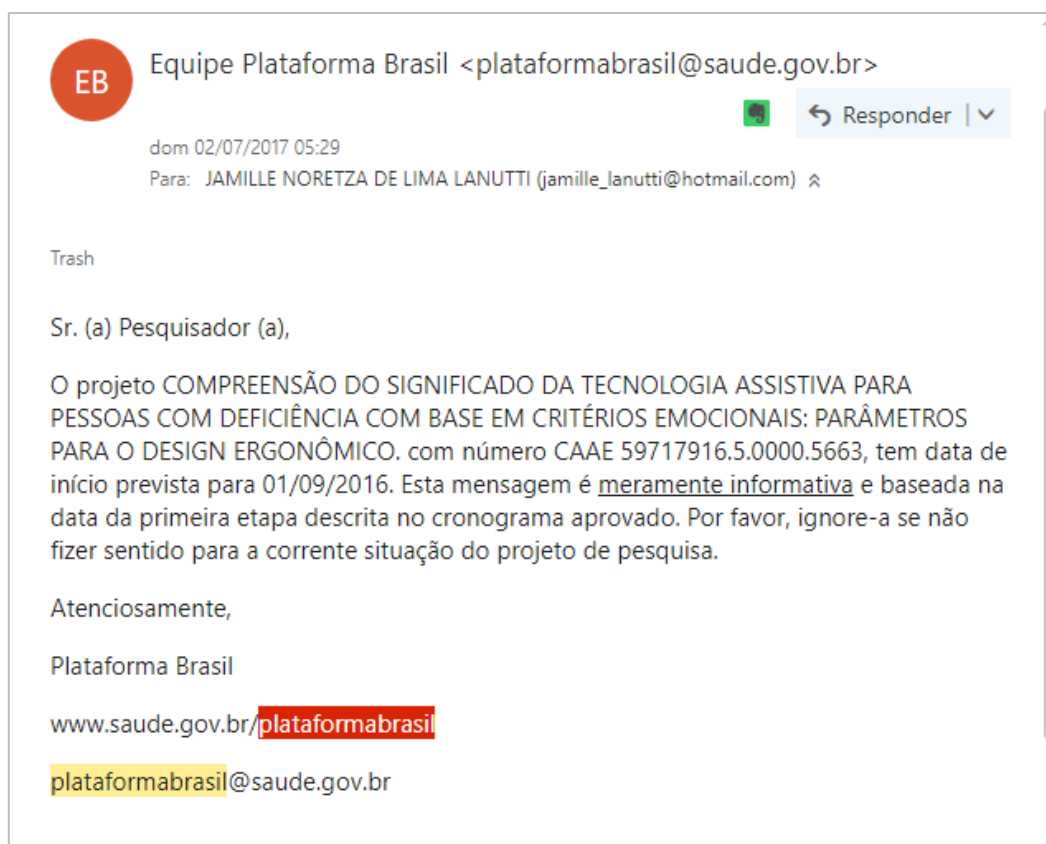 EB
Equipe Plataforma Brasil <plataformabrasil@saude.gov.br>
Responder
dom 02/07/2017 05:29
Para: JAMILLE NORETZA DE LIMA LANUTTI (jamille_lanutti@hotmail.com)
Trash
Sr. (a) Pesquisador (a),
O projeto COMPREENSÃO DO SIGNIFICADO DA TECNOLOGIA ASSISTIVA PARA
PESSOAS COM DEFICIÊNCIA COM BASE EM CRITÉRIOS EMOCIONAIS: PARÂMETROS
PARA O DESIGN ERGONÔMICO. com número CAAE 59717916.5.0000.5663, tem data de
início prevista para 01/09/2016. Esta mensagem é meramente informativa e baseada na
data da primeira etapa descrita no cronograma aprovado. Por favor, ignore-a se não
fizer sentido para a corrente situação do projeto de pesquisa.
Atenciosamente,
Plataforma Brasil
www.saude.gov.br/plataformabrasil
plataformabrasil@saude.gov.br